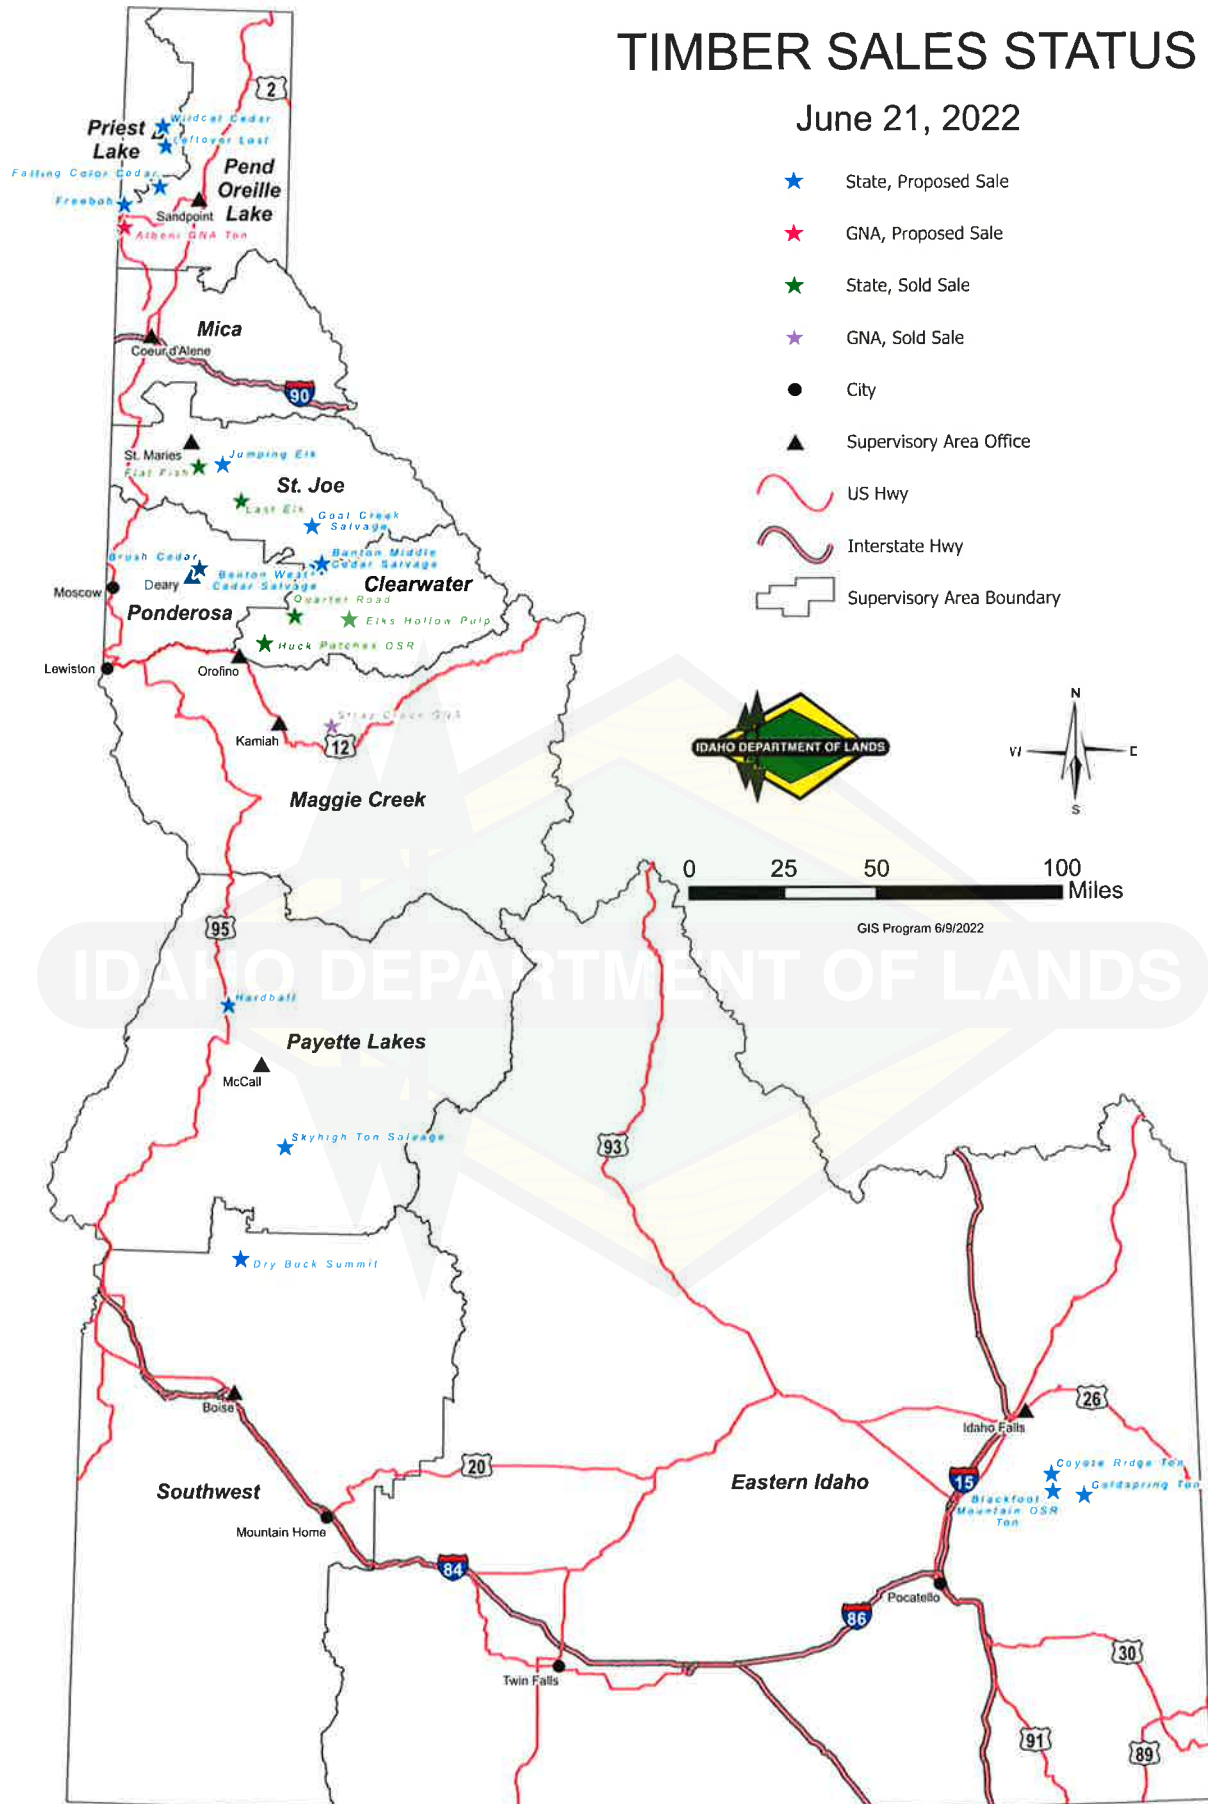 TIMBER SALES STATUS
June 21, 2022
State, Proposed Sale
GNA, Proposed Sale
State, Sold Sale
GNA, Sold Sale
City
Supervisory Area Office
US Hwy
Interstate Hwy
Supervisory Area Boundary
IDAHO DEPARTMENT OF LANDS
N
W
E
S
0
25
50
100
Miles
GIS Program 6/9/2022
2
Wildcat Cedar
Priest
Lake
Leftover Last
Pend
Oreille
Lake
Falling Color Cedar
Freebob
Sandpoint
Albeni GNA Ton
Mica
Coeur d'Alene
90
St. Maries
Jumping Elk
Flat Fish
St. Joe
Last Elk
Goat Creek
Salvage
Brush Cedar
Banton Middle
Cedar Salvage
Deary
Banton West
Cedar Salvage
Clearwater
Moscow
Quarter Road
Ponderosa
Elks Hollow Pulp
Huck Patches OSR
Lewiston
Orofino
GNA
Kamiah
12
Maggie Creek
95
IDAHO DEPARTMENT OF LANDS
Hardball
Payette Lakes
McCall
Skyhigh Ton Salvage
93
Dry Buck Summit
Boise
26
Idaho Falls
20
Coyote Ridge Ton
Southwest
Eastern Idaho
15
Goldspring Ton
Blackfoot
Mountain OSR
Ton
Mountain Home
84
Pocatello
86
30
Twin Falls
91
89